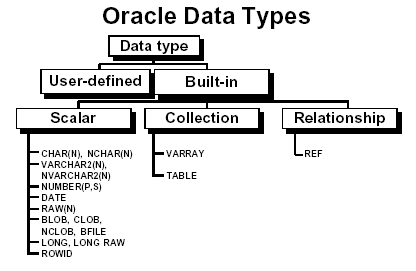 Oracle Data Types
Data type
User-defined
Built-in
Scalar
Collection
Relationship
CHAR(N), NCHAR(N)
VARCHAR2(N),
NVARCHAR2(N)
NUMBER(P,S)
DATE
RAW(N)
BLOB, CLOB,
NCLOB, BFILE
LONG, LONG RAW
ROWID
VARRAY
TABLE
REF